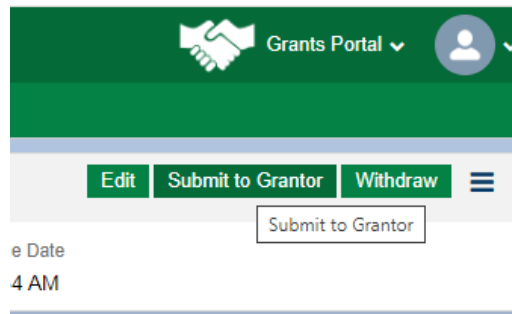 Grants Portal
Edit Submit to Grantor Withdraw
Submit to Grantor
e Date
4 AM